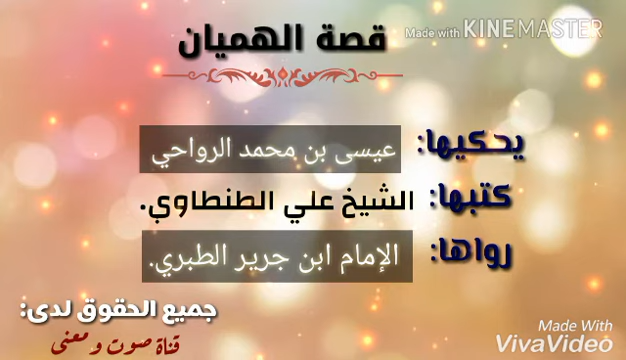 قصة الهميان
Made with KINEMASTER
يحكيها: عيسى بن محمد الرواحي
كتبها: الشيخ علي الطنطاوي.
رواها: الإمام ابن جرير الطبري.
جميع الحقوق لدى:
قناة صوت ومعنى
Made With
VivaVideo